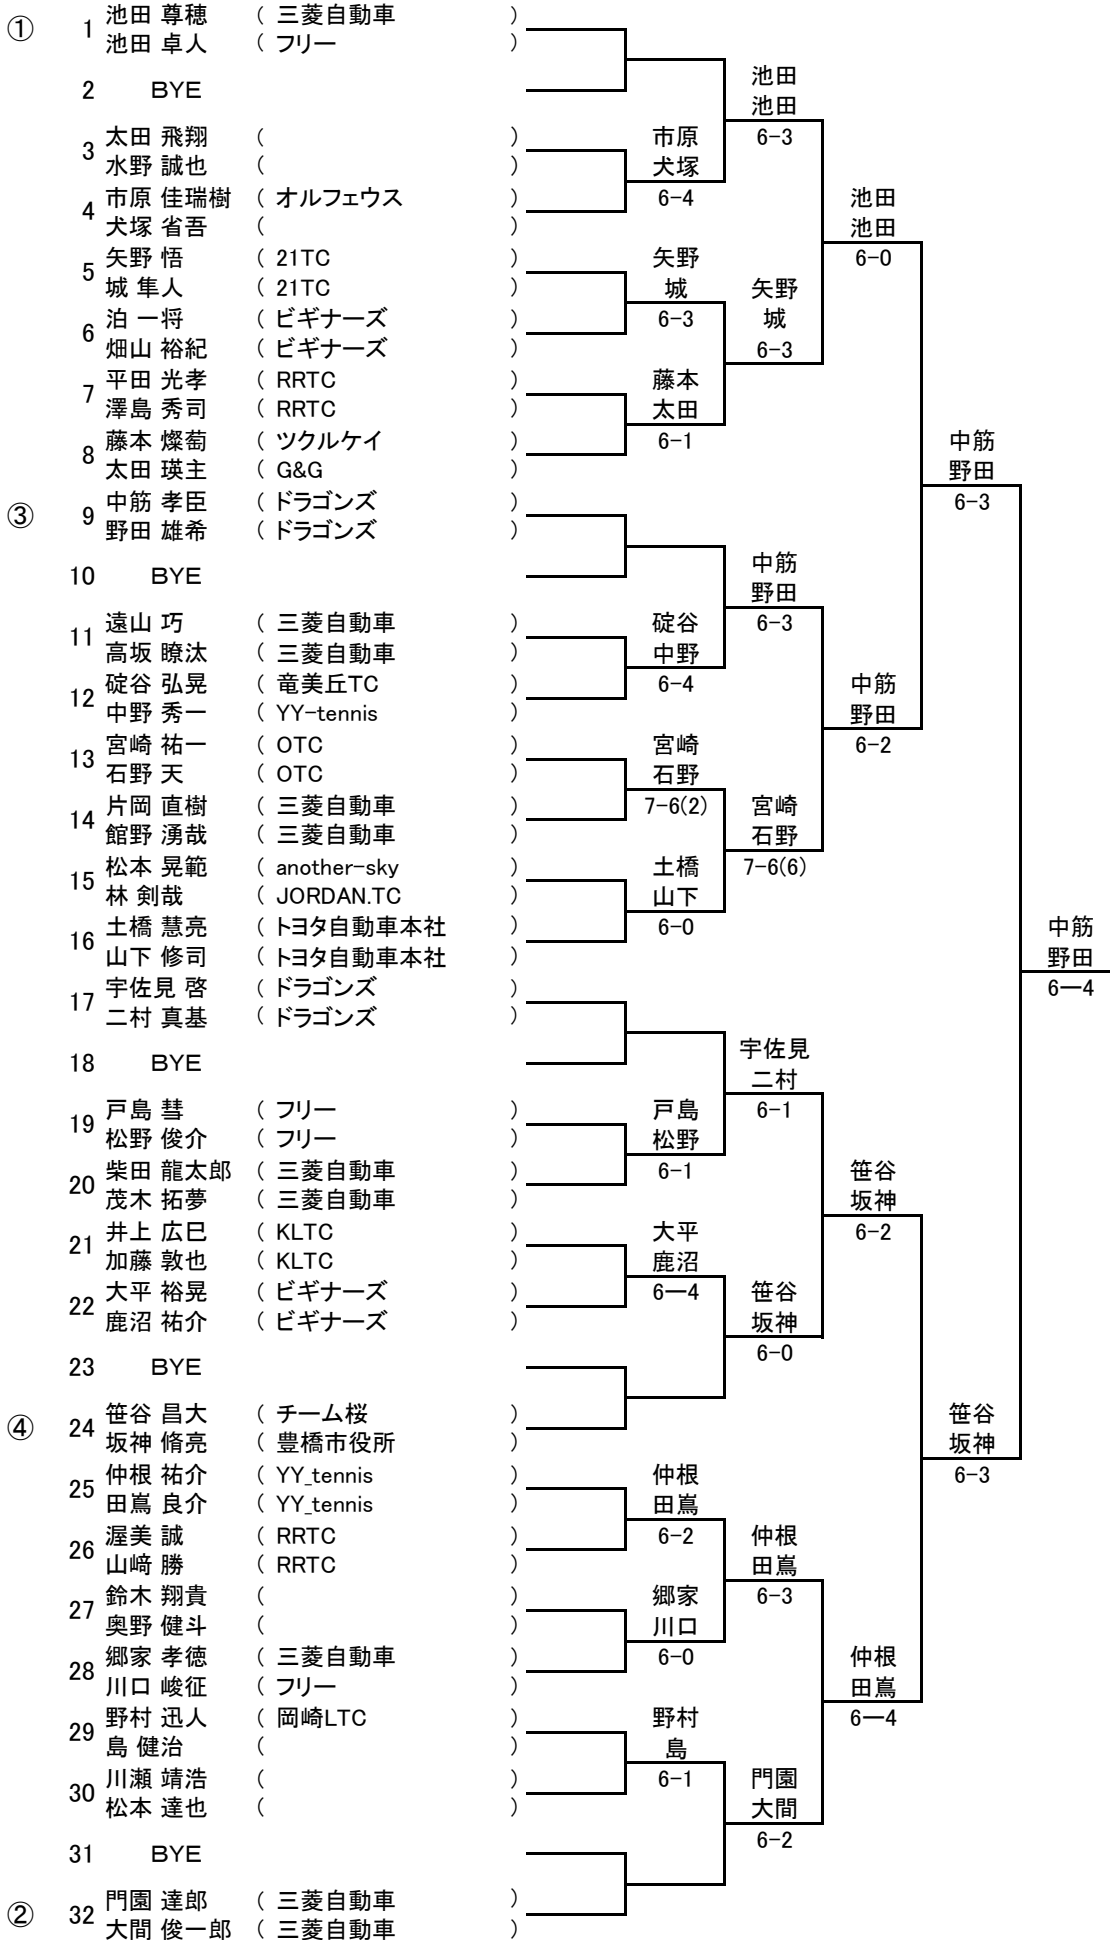 ① 1 池田 尊穂 ( 三菱自動車 )
池田 卓人 ( フリー )
2 BYE
3 太田 飛翔 ( )
水野 誠也 ( )
4 市原 佳瑞樹 ( オルフェウス )
犬塚 省吾 ( )
5 矢野 悟 ( 21TC )
城 隼人 ( 21TC )
6 泊 一将 ( ビギナーズ )
畑山 裕紀 ( ビギナーズ )
7 平田 光孝 ( RRTC )
澤島 秀司 ( RRTC )
8 藤本 燦萄 ( ツクルケイ )
太田 瑛主 ( G&G )
③ 9 中筋 孝臣 ( ドラゴンズ )
野田 雄希 ( ドラゴンズ )
10 BYE
11 遠山 巧 ( 三菱自動車 )
高坂 瞭汰 ( 三菱自動車 )
12 碇谷 弘晃 ( 竜美丘TC )
中野 秀一 ( YY-tennis )
13 宮崎 祐一 ( OTC )
石野 天 ( OTC )
14 片岡 直樹 ( 三菱自動車 )
館野 湧哉 ( 三菱自動車 )
15 松本 晃範 ( another-sky )
林 剣哉 ( JORDAN.TC )
16 土橋 慧亮 ( トヨタ自動車本社 )
山下 修司 ( トヨタ自動車本社 )
17 宇佐見 啓 ( ドラゴンズ )
二村 真基 ( ドラゴンズ )
18 BYE
19 戸島 彗 ( フリー )
松野 俊介 ( フリー )
20 柴田 龍太郎 ( 三菱自動車 )
茂木 拓夢 ( 三菱自動車 )
21 井上 広巳 ( KLTC )
加藤 敦也 ( KLTC )
22 大平 裕晃 ( ビギナーズ )
鹿沼 祐介 ( ビギナーズ )
23 BYE
④ 24 笹谷 昌大 ( チーム桜 )
坂神 脩亮 ( 豊橋市役所 )
25 仲根 祐介 ( YY_tennis )
田嶌 良介 ( YY_tennis )
26 渥美 誠 ( RRTC )
山﨑 勝 ( RRTC )
27 鈴木 翔貴 ( )
奥野 健斗 ( )
28 郷家 孝徳 ( 三菱自動車 )
川口 峻征 ( フリー )
29 野村 迅人 ( 岡崎LTC )
島 健治 ( )
30 川瀬 靖浩 ( )
松本 達也 ( )
31 BYE
② 32 門園 達郎 ( 三菱自動車 )
大間 俊一郎 ( 三菱自動車 )
市原
犬塚
6-4
矢野
城
6-3
藤本
太田
6-1
碇谷
中野
6-4
宮崎
石野
7-6(2)
土橋
山下
6-0
戸島
松野
6-1
大平
鹿沼
6ー4
仲根
田嶌
6-2
郷家
川口
6-0
野村
島
6-1
池田
池田
6-3
矢野
城
6-3
中筋
野田
6-3
宮崎
石野
7-6(6)
宇佐見
二村
6-1
笹谷
坂神
6-0
仲根
田嶌
6-3
門園
大間
6-2
池田
池田
6-0
中筋
野田
6-2
笹谷
坂神
6-2
仲根
田嶌
6ー4
中筋
野田
6-3
笹谷
坂神
6-3
中筋
野田
6ー4